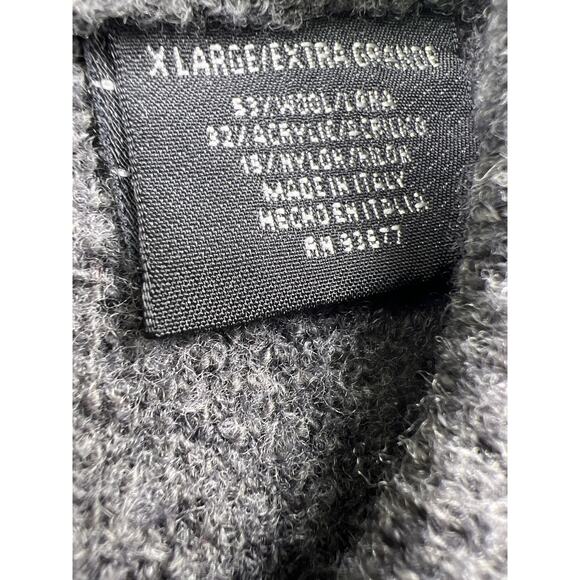 X LARGE/EXTRA GRANDE
53% WOOL/LANA
32% ACRYLIC/ACRILICO
15% NYLON/NILON
MADE IN ITALY
HECHO EN ITALIA
RN 93677